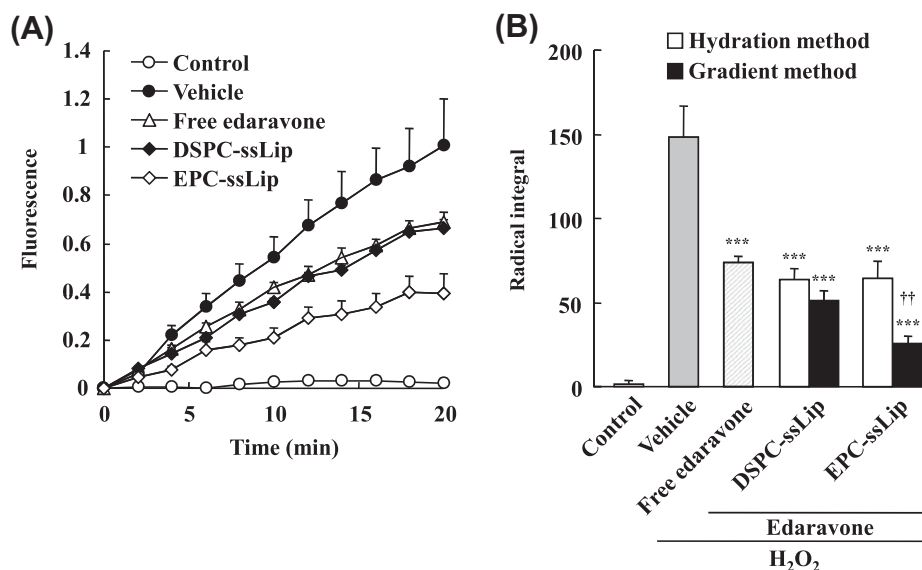 (A)
1.4
1.2
1
0.8
0.6
0.4
0.2
0
Fluorescence
Control
Vehicle
Free edaravone
DSPC-ssLip
EPC-ssLip
0 5 10 15 20
Time (min)
(B)
200
150
100
50
0
Radical integral
Hydration method
Gradient method
***
***
***
***
††
***
Control
Vehicle
Free edaravone
DSPC-ssLip
EPC-ssLip
Edaravone
H₂O₂